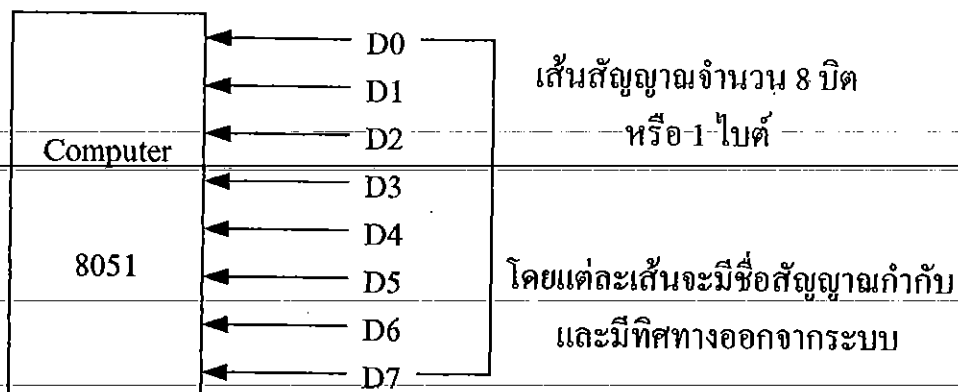 D0
D1
D2
D3
D4
D5
D6
D7
Computer
8051
เส้นสัญญาณจำนวน 8 บิต
หรือ 1 ไบต์
โดยแต่ละเส้นจะมีชื่อสัญญาณกำกับ
และมีทิศทางออกจากระบบ